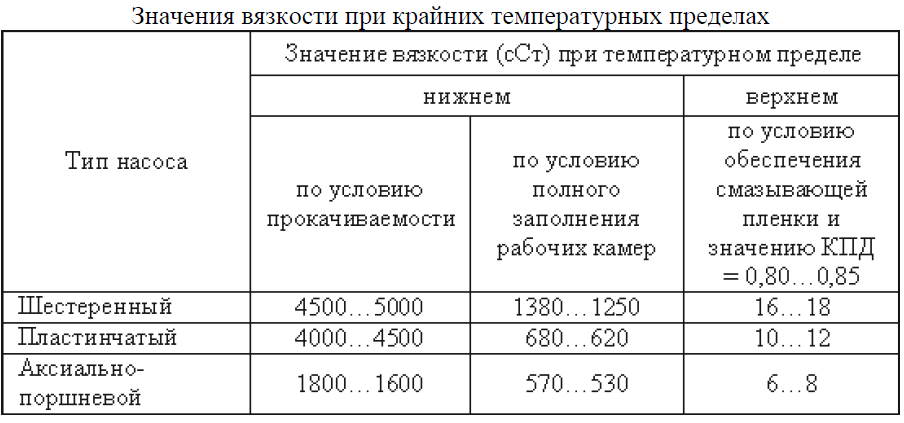 Значения вязкости при крайних температурных пределах
Значение вязкости (сСт) при температурном пределе
нижнем
верхнем
Тип насоса
по условию
прокачиваемости
по условию
полного
заполнения
рабочих камер
по условию
обеспечения
смазывающей
пленки и
значению КПД
= 0,80...0,85
Шестеренный 4500...5000 1380...1250 16...18
Пластинчатый 4000...4500 680...620 10...12
Аксиально-
поршневой 1800...1600 570...530 6...8